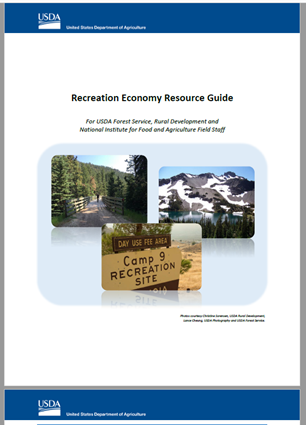 USDA
United States Department of Agriculture
Recreation Economy Resource Guide
For USDA Forest Service, Rural Development and
National Institute for Food and Agriculture Field Staff
DAY USE FEE AREA
Camp 9
RECREATION
SITE
Photos courtesy Christine Sorensen, USDA Rural Development,
Lance Cheung, USDA Photographer and USDA Forest Service
USDA
United States Department of Agriculture